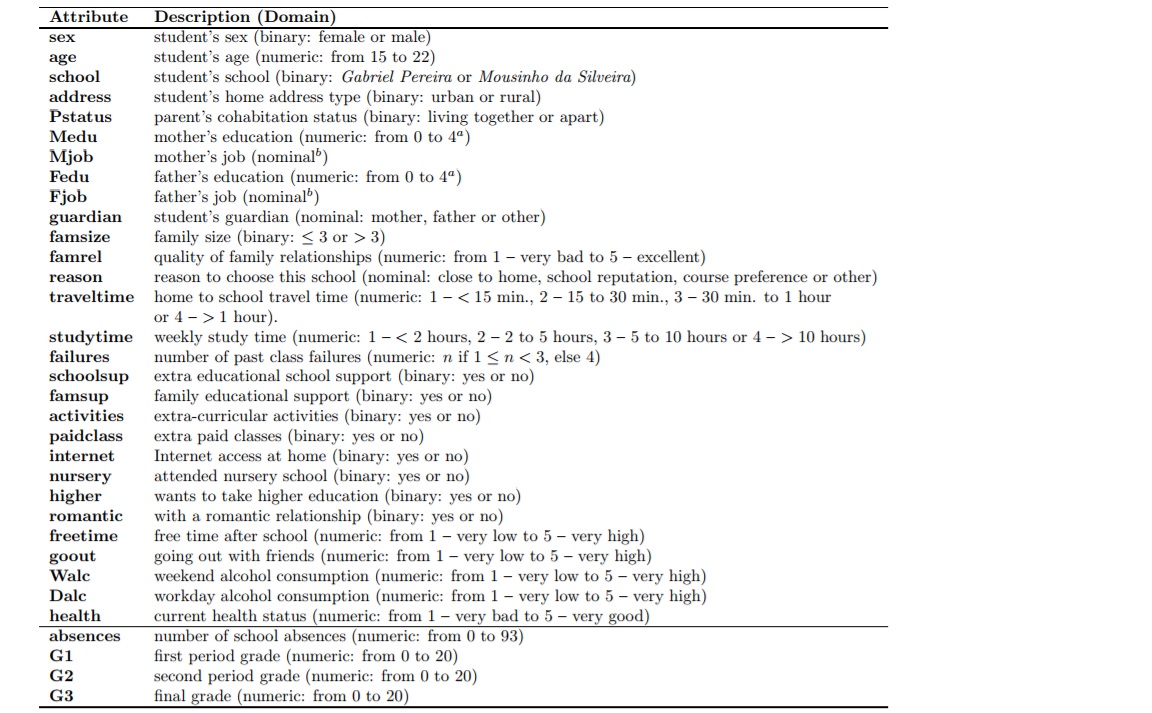 Attribute Description (Domain)
sex student's sex (binary: female or male)
age student's age (numeric: from 15 to 22)
school student's school (binary: Gabriel Pereira or Mousinho da Silveira)
address student's home address type (binary: urban or rural)
Pstatus parent's cohabitation status (binary: living together or apart)
Medu mother's education (numeric: from 0 to 4ᵃ)
Mjob mother's job (nominalᵇ)
Fedu father's education (numeric: from 0 to 4ᵃ)
Fjob father's job (nominalᵇ)
guardian student's guardian (nominal: mother, father or other)
famsize family size (binary: ≤ 3 or > 3)
famrel quality of family relationships (numeric: from 1 – very bad to 5 – excellent)
reason reason to choose this school (nominal: close to home, school reputation, course preference or other)
traveltime home to school travel time (numeric: 1 – < 15 min., 2 – 15 to 30 min., 3 – 30 min. to 1 hour
or 4 – > 1 hour).
studytime weekly study time (numeric: 1 – < 2 hours, 2 – 2 to 5 hours, 3 – 5 to 10 hours or 4 – > 10 hours)
failures number of past class failures (numeric: n if 1 ≤ n < 3, else 4)
schoolsup extra educational school support (binary: yes or no)
famsup family educational support (binary: yes or no)
activities extra-curricular activities (binary: yes or no)
paidclass extra paid classes (binary: yes or no)
internet Internet access at home (binary: yes or no)
nursery attended nursery school (binary: yes or no)
higher wants to take higher education (binary: yes or no)
romantic with a romantic relationship (binary: yes or no)
freetime free time after school (numeric: from 1 – very low to 5 – very high)
goout going out with friends (numeric: from 1 – very low to 5 – very high)
Walc weekend alcohol consumption (numeric: from 1 – very low to 5 – very high)
Dalc workday alcohol consumption (numeric: from 1 – very low to 5 – very high)
health current health status (numeric: from 1 – very bad to 5 – very good)
absences number of school absences (numeric: from 0 to 93)
G1 first period grade (numeric: from 0 to 20)
G2 second period grade (numeric: from 0 to 20)
G3 final grade (numeric: from 0 to 20)